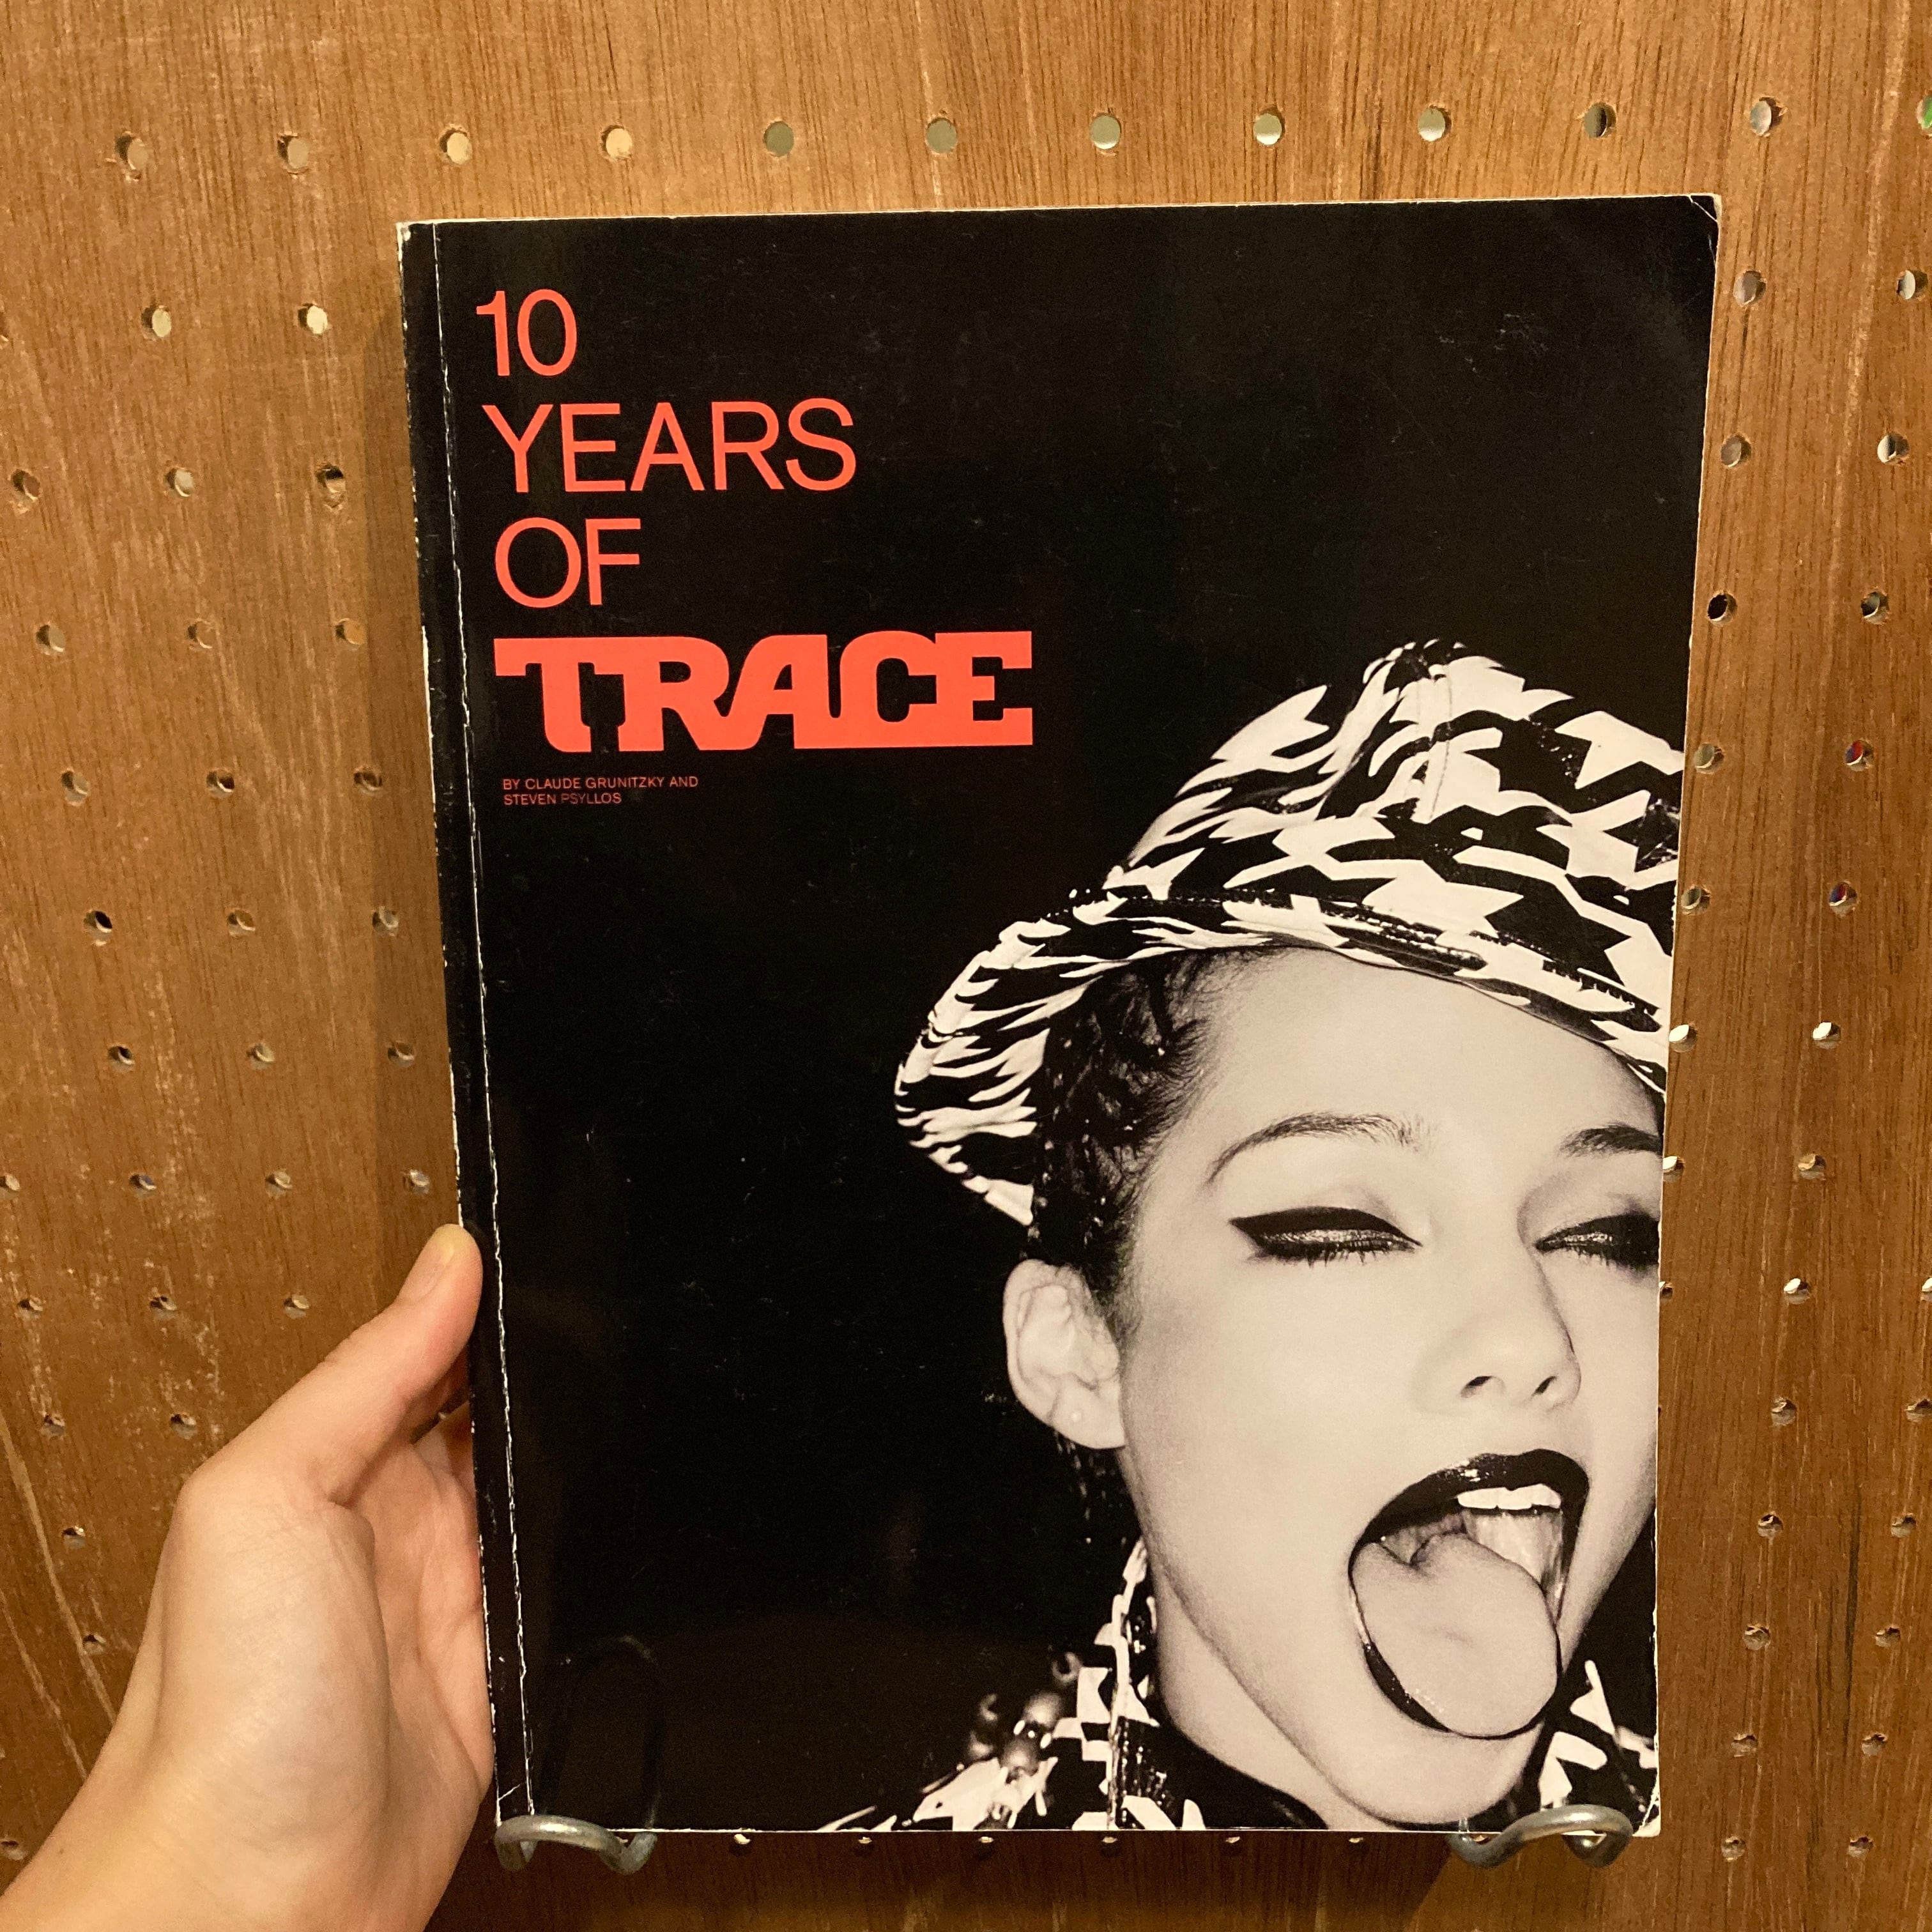 10
YEARS
OF
TRACE
BY CLAUDE GRUNITZKY AND
STEVEN PSYLLOS